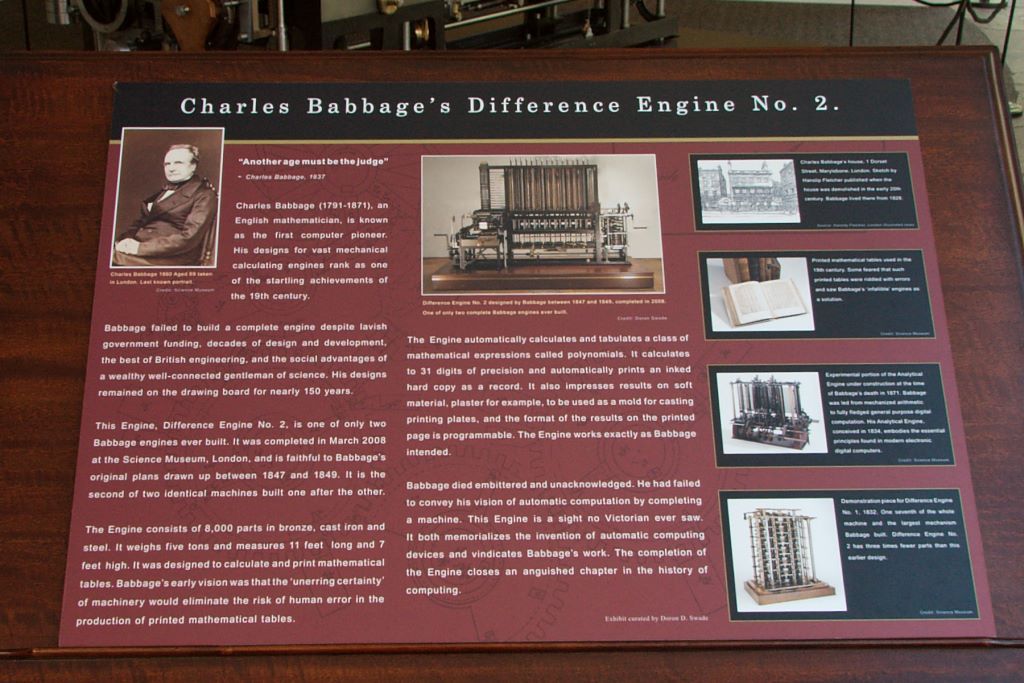 Charles Babbage's Difference Engine No. 2.
"Another age must be the judge"
~ Charles Babbage, 1837
Charles Babbage (1791-1871), an
English mathematician, is known
as the first computer pioneer.
His designs for vast mechanical
calculating engines rank as one
of the startling achievements of
the 19th century.
Charles Babbage 1860 Aged 69 taken
in London. Last known portrait.
Credit: Science Museum
Babbage failed to build a complete engine despite lavish
government funding, decades of design and development,
the best of British engineering, and the social advantages of
a wealthy well-connected gentleman of science. His designs
remained on the drawing board for nearly 150 years.
This Engine, Difference Engine No. 2, is one of only two
Babbage engines ever built. It was completed in March 2008
at the Science Museum, London, and is faithful to Babbage's
original plans drawn up between 1847 and 1849. It is the
second of two identical machines built one after the other.
The Engine consists of 8,000 parts in bronze, cast iron and
steel. It weighs five tons and measures 11 feet long and 7
feet high. It was designed to calculate and print mathematical
tables. Babbage's early vision was that the 'unerring certainty'
of machinery would eliminate the risk of human error in the
production of printed mathematical tables.
Difference Engine No. 2 designed by Babbage between 1847 and 1849, completed in 2008.
One of only two complete Babbage engines ever built.
Credit: Doron Swade
The Engine automatically calculates and tabulates a class of
mathematical expressions called polynomials. It calculates
to 31 digits of precision and automatically prints an inked
hard copy as a record. It also impresses results on soft
material, plaster for example, to be used as a mold for casting
printing plates, and the format of the results on the printed
page is programmable. The Engine works exactly as Babbage
intended.
Babbage died embittered and unacknowledged. He had failed
to convey his vision of automatic computation by completing
a machine. This Engine is a sight no Victorian ever saw.
It both memorializes the invention of automatic computing
devices and vindicates Babbage's work. The completion of
the Engine closes an anguished chapter in the history of
computing.
Exhibit curated by Doron D. Swade
Charles Babbage's house, 1 Dorset
Street, Marylebone, London. Sketch by
Hanslip Fletcher published when the
house was demolished in the early 20th
century. Babbage lived there from 1828.
Printed mathematical tables used in the
19th century. Some feared that such
printed tables were riddled with errors
and saw Babbage's 'infallible' engines as
a solution.
Credit: Science Museum
Experimental portion of the Analytical
Engine under construction at the time
of Babbage's death in 1871. Babbage
was led from mechanized arithmetic
to fully fledged general purpose digital
computation. His Analytical Engine,
conceived in 1834, embodies the essential
principles found in modern electronic
digital computers.
Credit: Science Museum
Demonstration piece for Difference Engine
No. 1, 1832. One seventh of the whole
machine and the largest mechanism
Babbage built. Difference Engine No.
2 has three times fewer parts than this
earlier design.
Credit: Science Museum